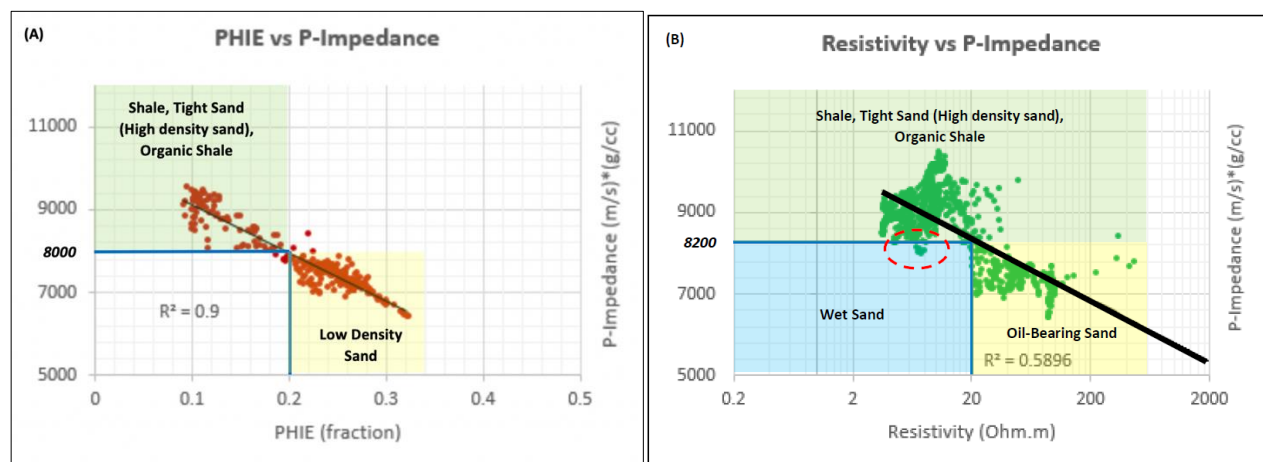 (A)
PHIE vs P-Impedance
Shale, Tight Sand
(High density sand),
Organic Shale
11000
9000
8000
7000
5000
R² = 0.9
Low Density
Sand
0
0.1
0.2
0.3
0.4
0.5
PHIE (fraction)
P-Impedance (m/s)*(g/cc)
(B)
Resistivity vs P-Impedance
Shale, Tight Sand (High density sand),
Organic Shale
11000
9000
8200
7000
5000
Wet Sand
Oil-Bearing Sand
R² = 0.5896
0.2
2
20
200
2000
Resistivity (Ohm.m)
P-Impedance (m/s)*(g/cc)